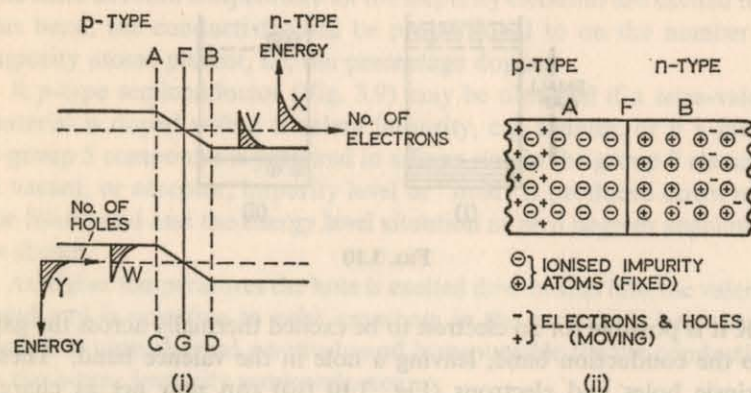 p-TYPE n-TYPE
A F B
ENERGY
V X
No. OF
ELECTRONS
No. OF
HOLES
Y W
ENERGY
C G D
(i)
p-TYPE n-TYPE
A F B
⊖ } IONISED IMPURITY
⊕ } ATOMS (FIXED)
- } ELECTRONS & HOLES
+ } (MOVING)
(ii)